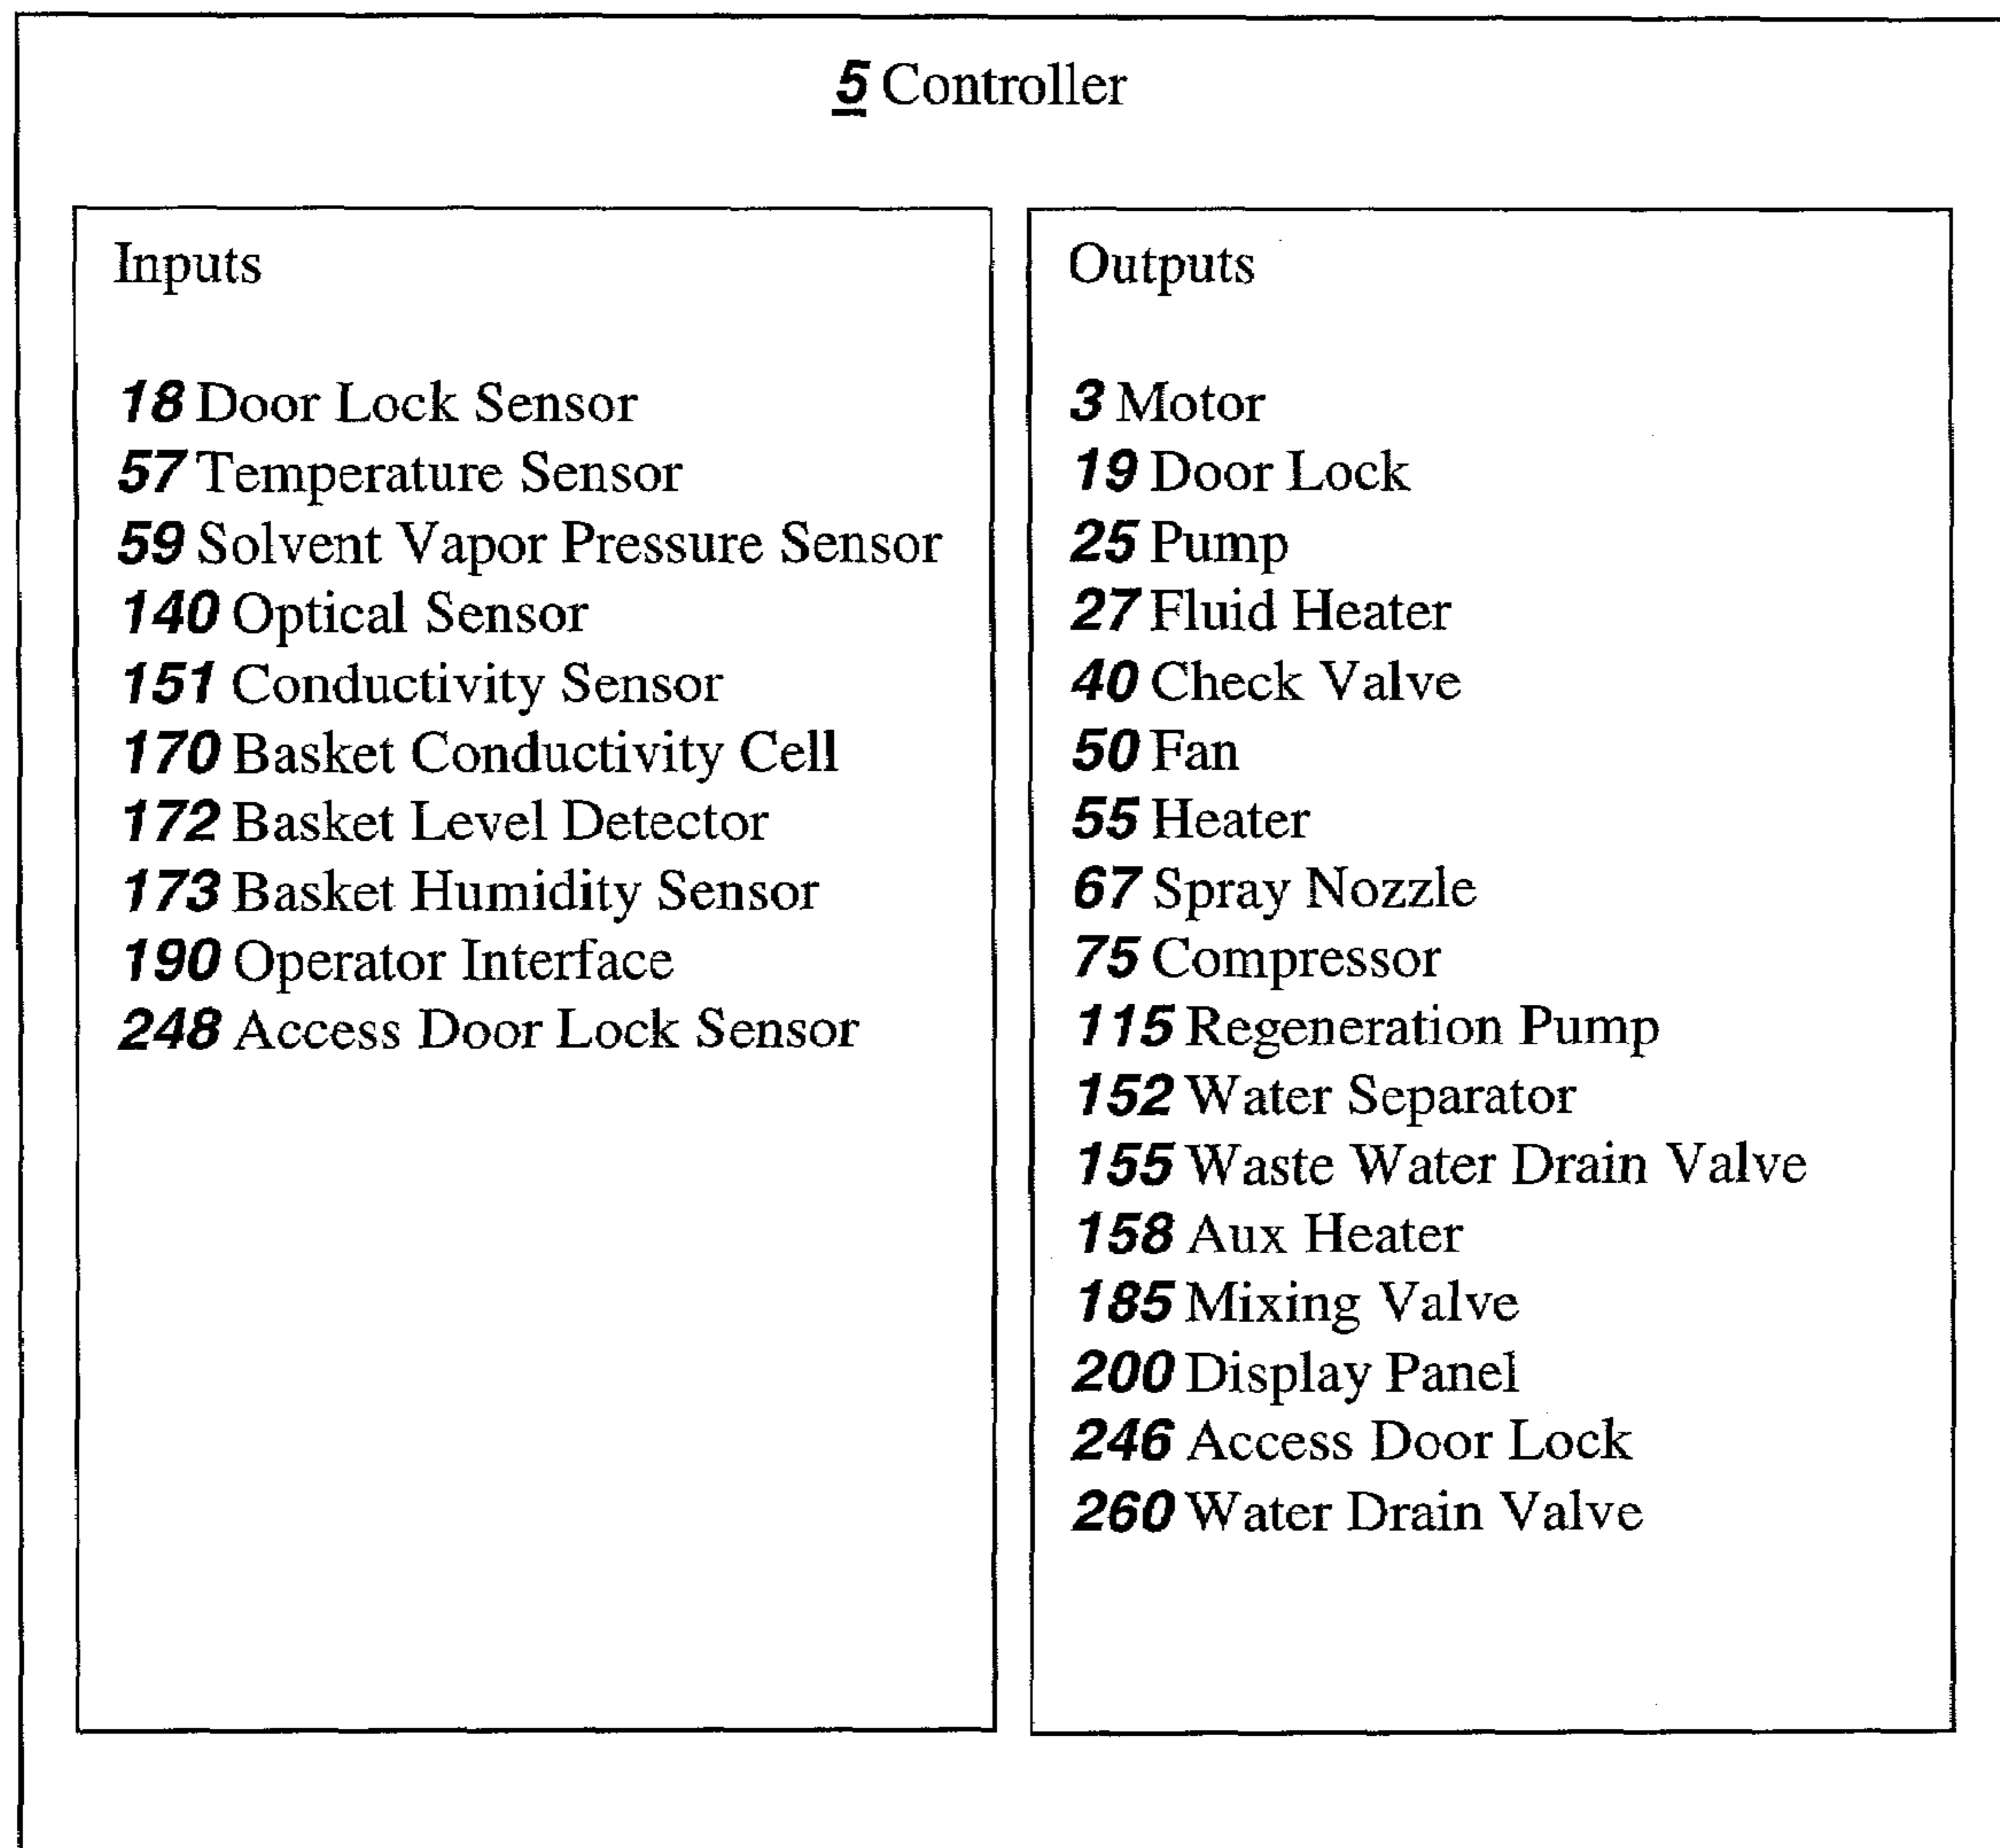 5 Controller
Inputs
18 Door Lock Sensor
57 Temperature Sensor
59 Solvent Vapor Pressure Sensor
140 Optical Sensor
151 Conductivity Sensor
170 Basket Conductivity Cell
172 Basket Level Detector
173 Basket Humidity Sensor
190 Operator Interface
248 Access Door Lock Sensor
Outputs
3 Motor
19 Door Lock
25 Pump
27 Fluid Heater
40 Check Valve
50 Fan
55 Heater
67 Spray Nozzle
75 Compressor
115 Regeneration Pump
152 Water Separator
155 Waste Water Drain Valve
158 Aux Heater
185 Mixing Valve
200 Display Panel
246 Access Door Lock
260 Water Drain Valve